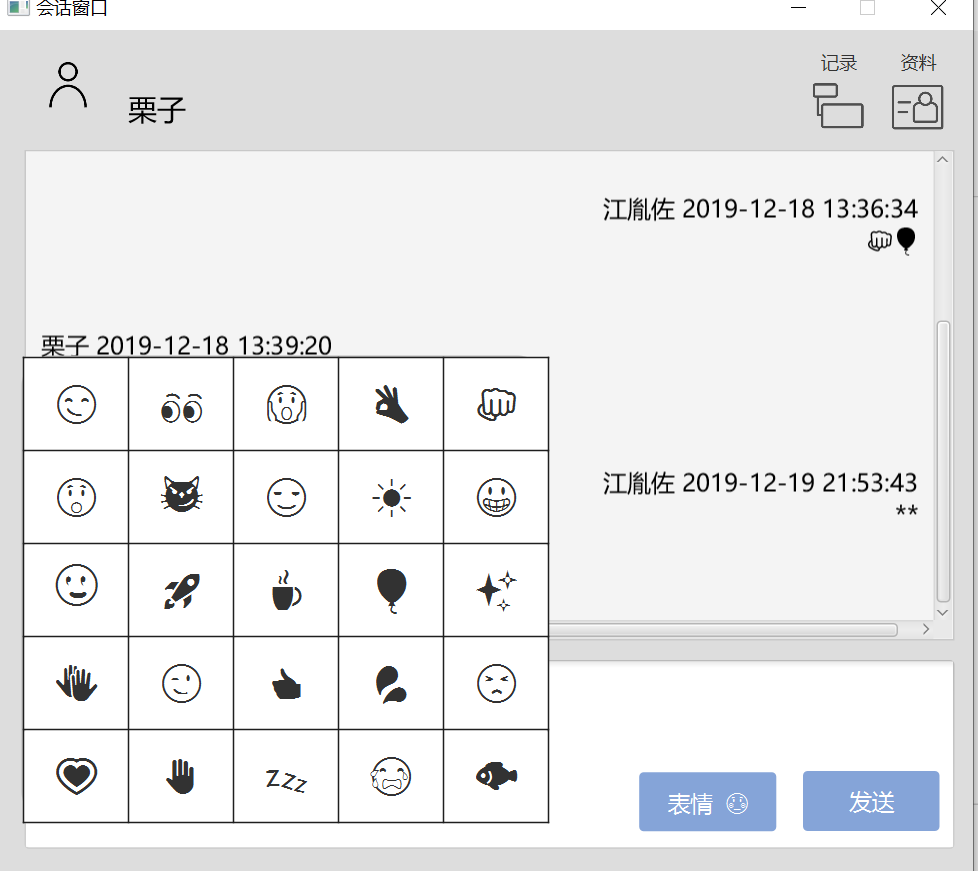 会话窗口
记录 资料
栗子
江胤佐 2019-12-18 13:36:34
👊🎈
栗子 2019-12-18 13:39:20
江胤佐 2019-12-19 21:53:43
**
zzz
表情 发送